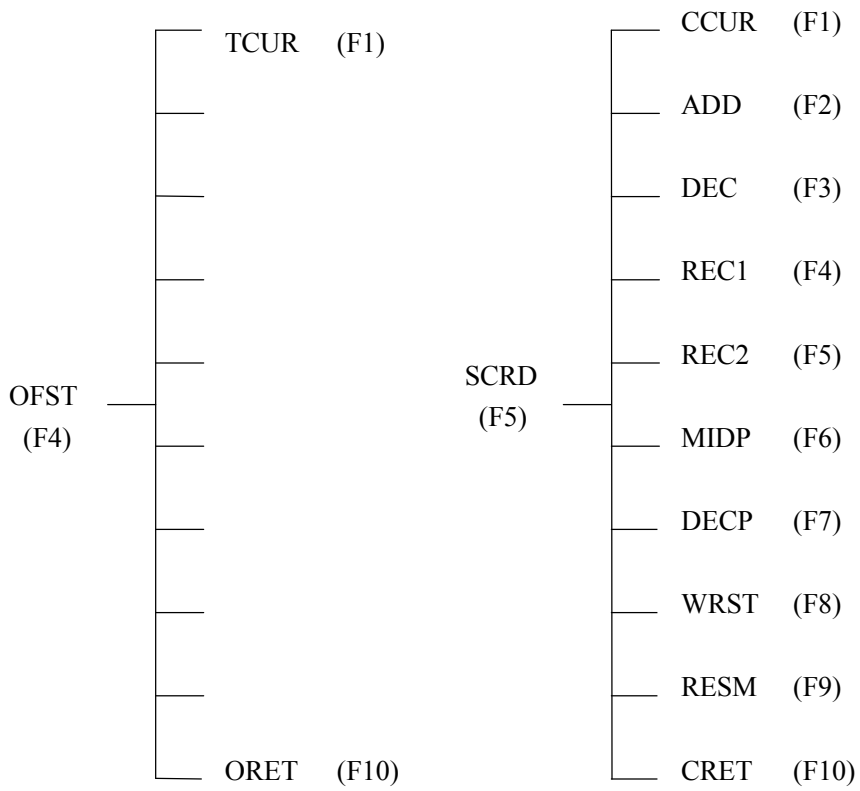 TCUR (F1)
OFST
(F4)
ORET (F10)
CCUR (F1)
ADD (F2)
DEC (F3)
REC1 (F4)
REC2 (F5)
SCRD
(F5)
MIDP (F6)
DECP (F7)
WRST (F8)
RESM (F9)
CRET (F10)